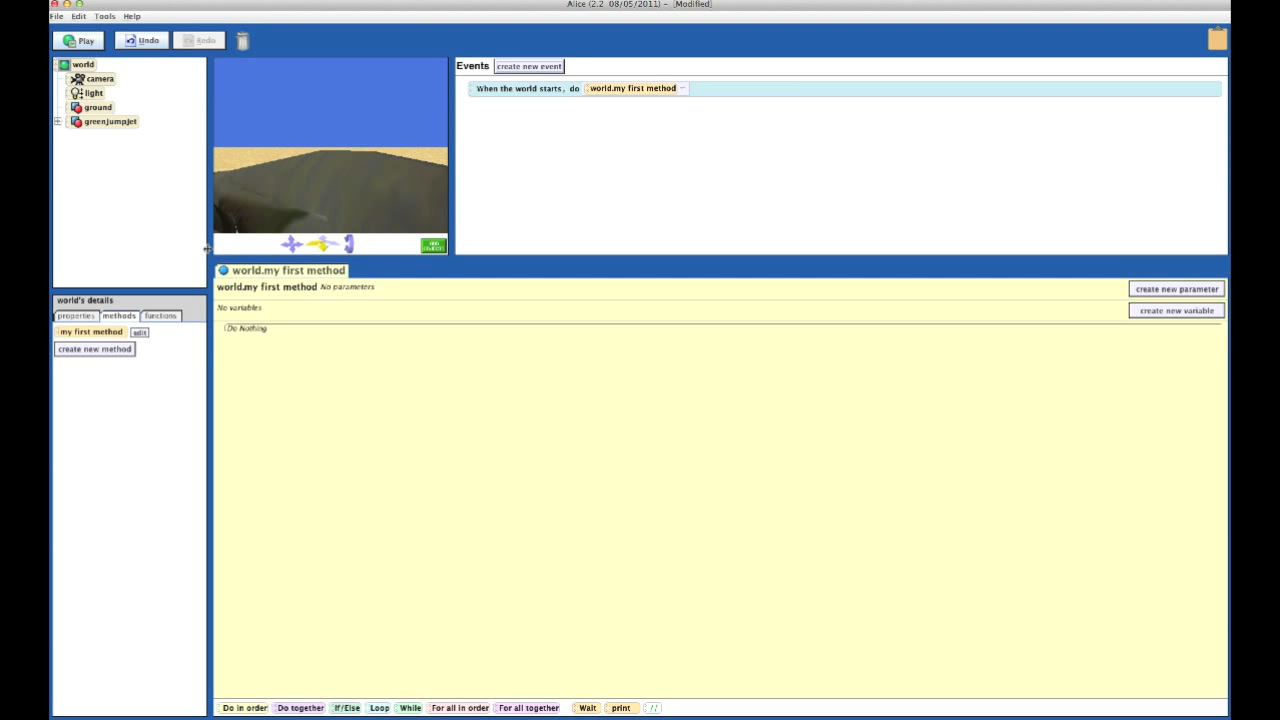 Alice (2.2 08/05/2011) - [Modified]
File Edit Tools Help
Play Undo Redo
world
camera
light
ground
greenJumpJet
Events create new event
When the world starts, do world.my first method
ADD OBJECTS
world's details
properties methods functions
my first method edit
create new method
world.my first method
world.my first method No parameters create new parameter
No variables create new variable
Do Nothing
Do in order Do together If/Else Loop While For all in order For all together Wait print //